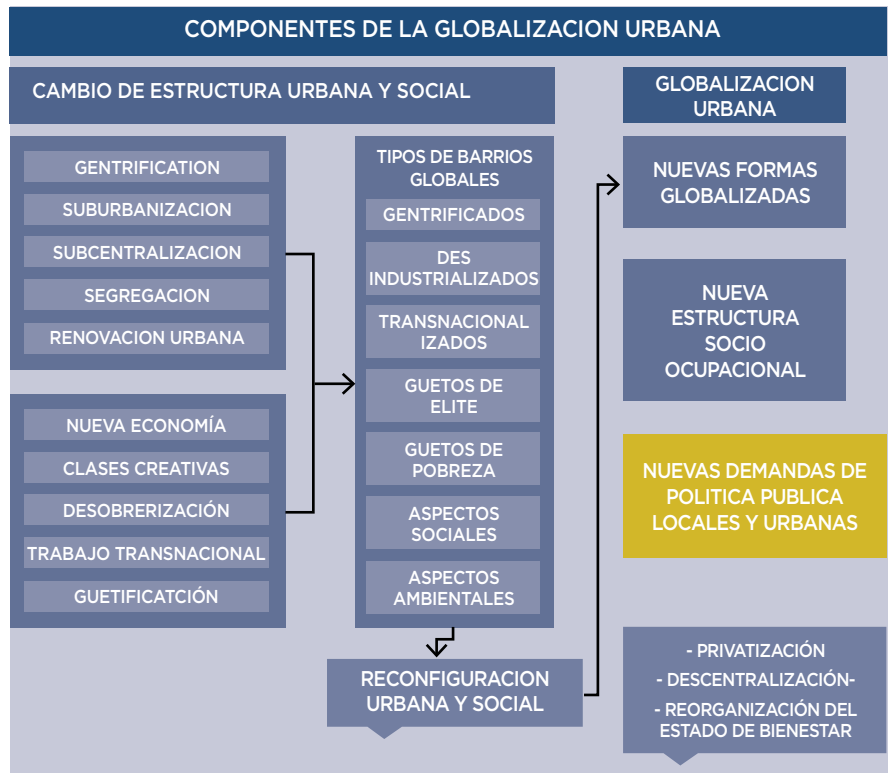 COMPONENTES DE LA GLOBALIZACION URBANA
CAMBIO DE ESTRUCTURA URBANA Y SOCIAL
GENTRIFICATION
SUBURBANIZACION
SUBCENTRALIZACION
SEGREGACION
RENOVACION URBANA
NUEVA ECONOMÍA
CLASES CREATIVAS
DESOBRERIZACIÓN
TRABAJO TRANSNACIONAL
GUETIFICATCIÓN
TIPOS DE BARRIOS
GLOBALES
GENTRIFICADOS
DES
INDUSTRIALIZADOS
TRANSNACIONAL
IZADOS
GUETOS DE
ELITE
GUETOS DE
POBREZA
ASPECTOS
SOCIALES
ASPECTOS
AMBIENTALES
RECONFIGURACION
URBANA Y SOCIAL
GLOBALIZACION
URBANA
NUEVAS FORMAS
GLOBALIZADAS
NUEVA
ESTRUCTURA
SOCIO
OCUPACIONAL
NUEVAS DEMANDAS DE
POLITICA PUBLICA
LOCALES Y URBANAS
- PRIVATIZACIÓN
- DESCENTRALIZACIÓN-
- REORGANIZACIÓN DEL
ESTADO DE BIENESTAR